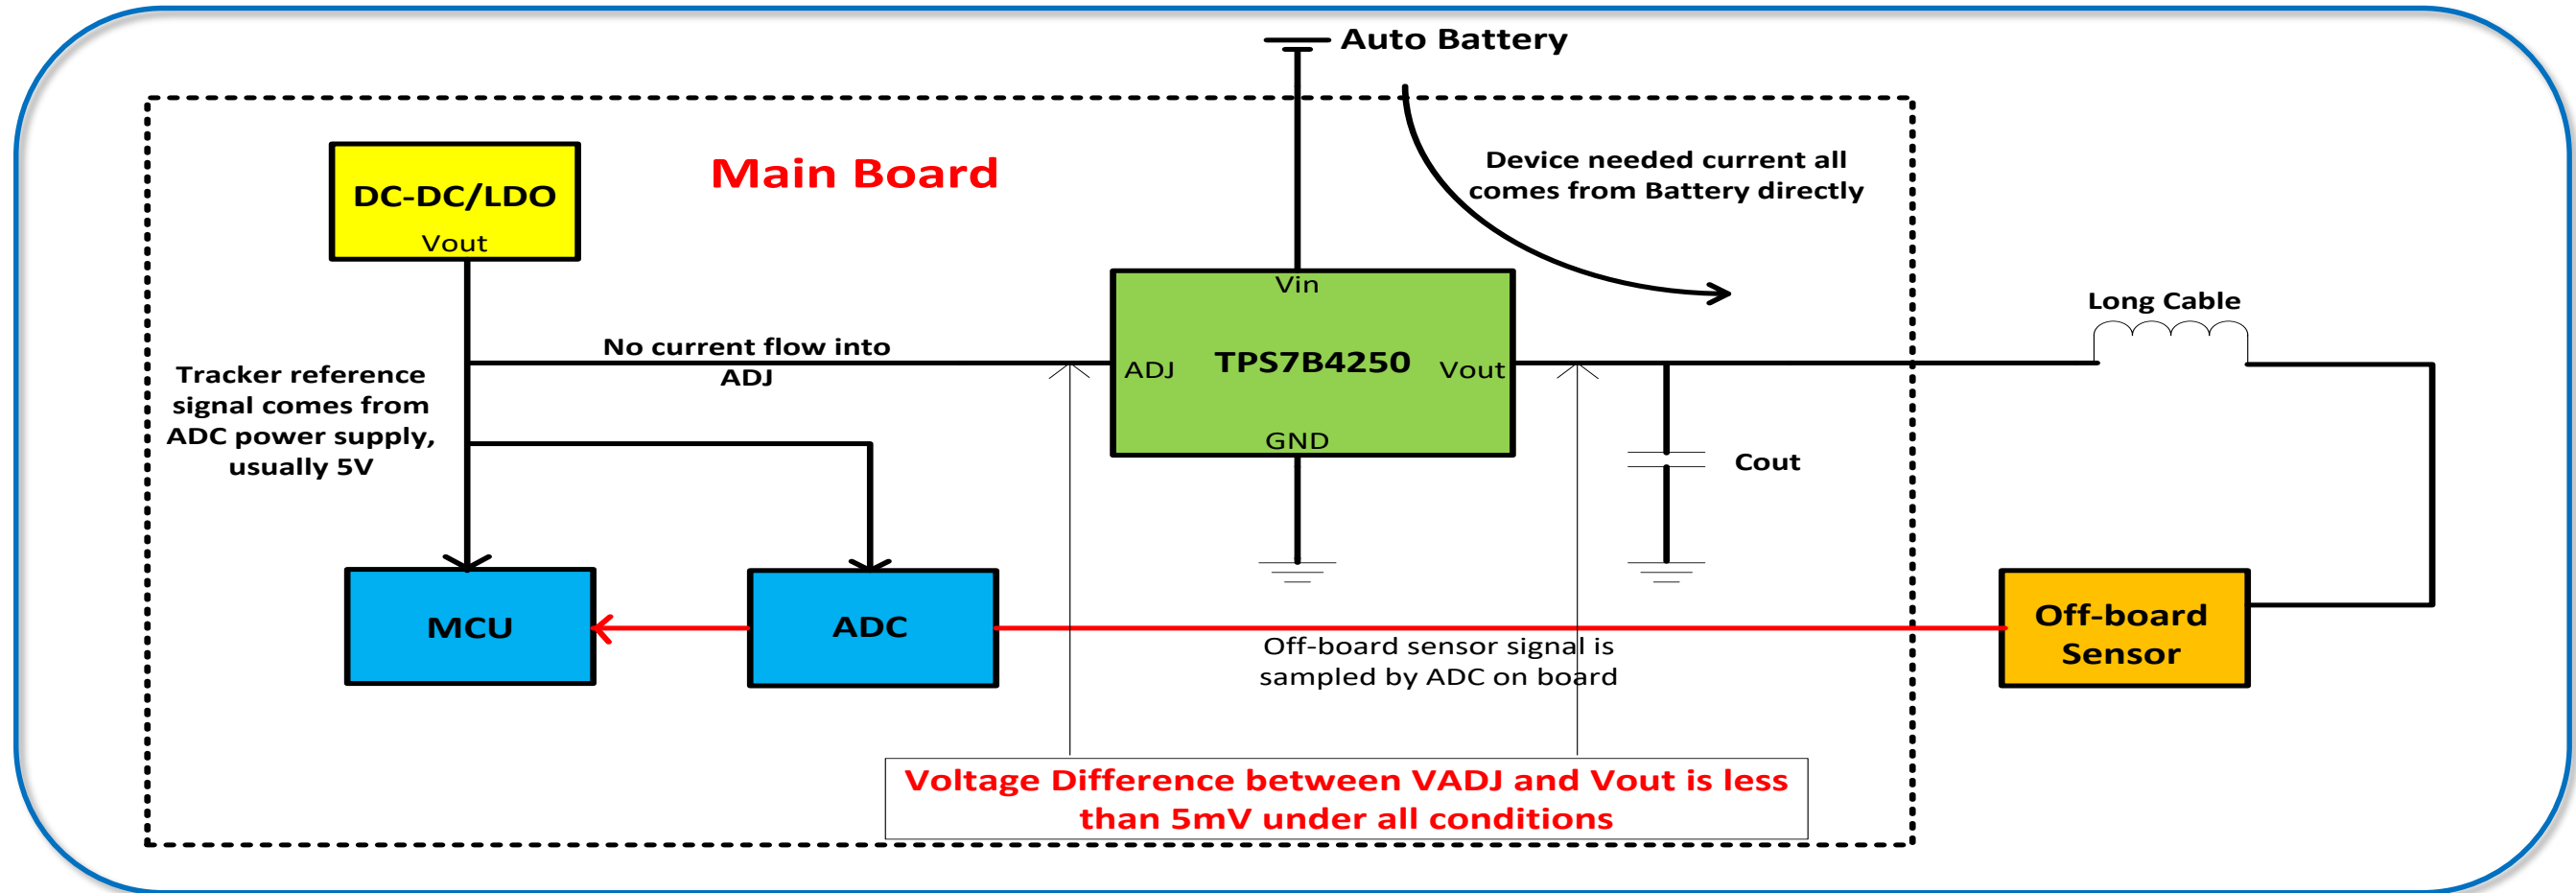 Auto Battery
Main Board
DC-DC/LDO
Vout
Device needed current all
comes from Battery directly
Vin
Long Cable
No current flow into
ADJ
ADJ
TPS7B4250
Vout
Tracker reference
signal comes from
ADC power supply,
usually 5V
GND
Cout
MCU
ADC
Off-board
Sensor
Off-board sensor signal is
sampled by ADC on board
Voltage Difference between VADJ and Vout is less
than 5mV under all conditions